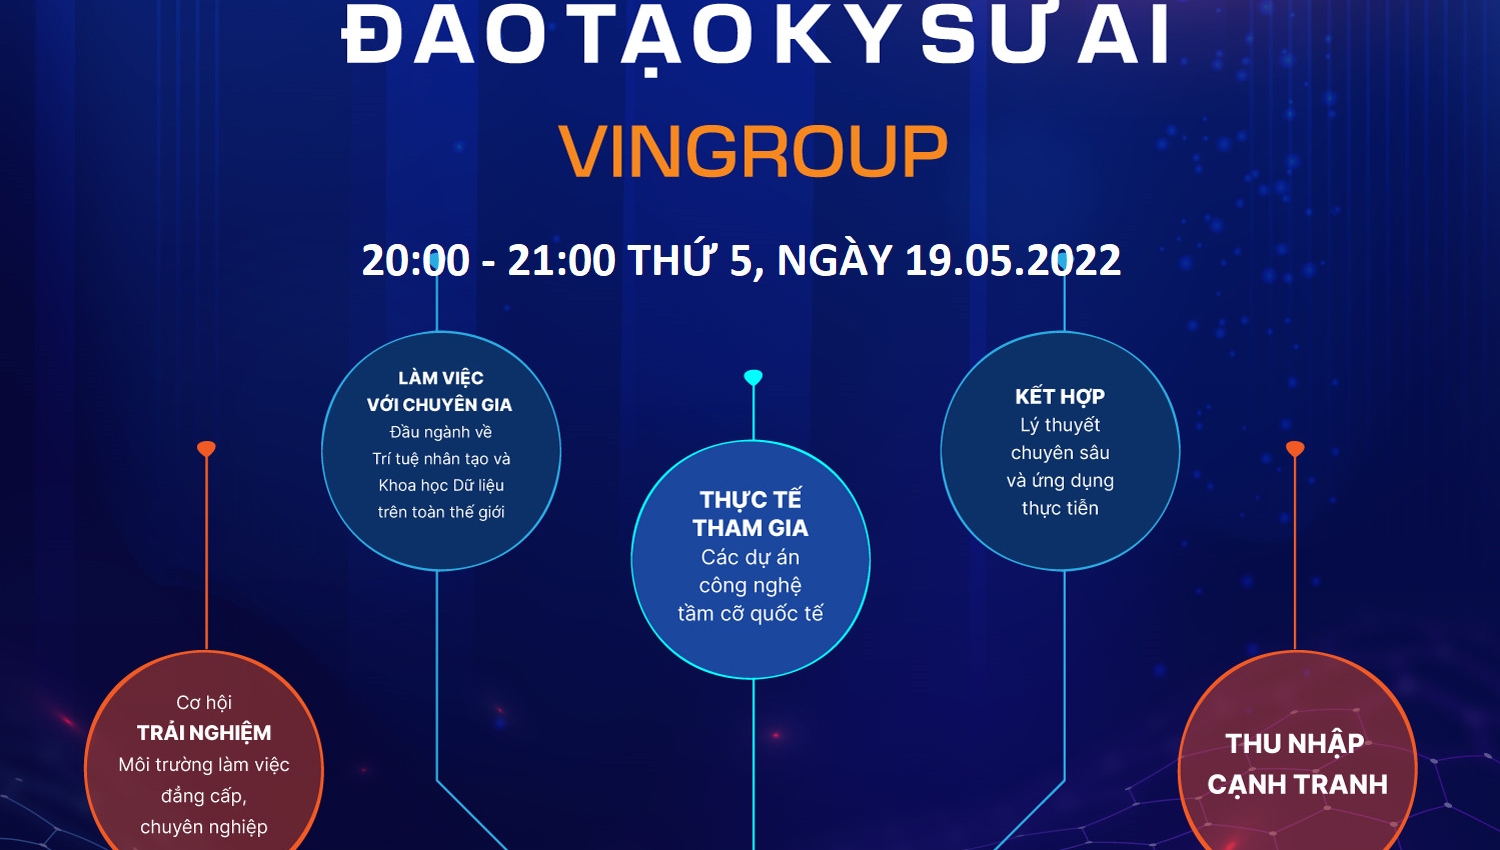 ĐÀO TẠO KỸ SƯ AI
VINGROUP
20:00 - 21:00 THỨ 5, NGÀY 19.05.2022
LÀM VIỆC
VỚI CHUYÊN GIA
Đầu ngành về
Trí tuệ nhân tạo và
Khoa học Dữ liệu
trên toàn thế giới
KẾT HỢP
Lý thuyết
chuyên sâu
và ứng dụng
thực tiễn
THỰC TẾ
THAM GIA
Các dự án
công nghệ
tầm cỡ quốc tế
Cơ hội
TRẢI NGHIỆM
Môi trường làm việc
đẳng cấp,
chuyên nghiệp
THU NHẬP
CẠNH TRANH